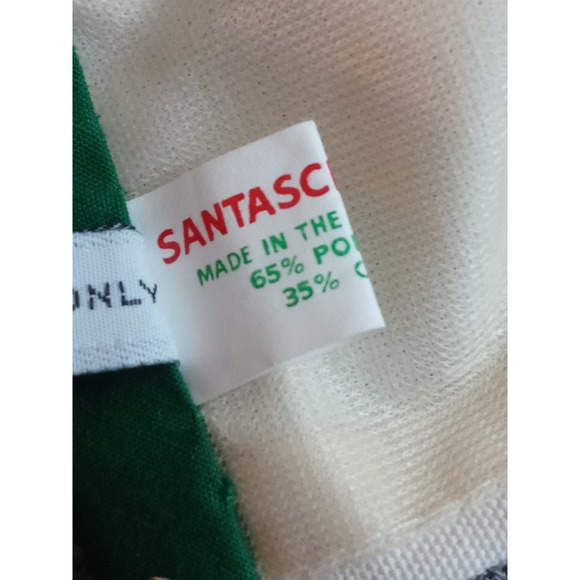 SANTASC
MADE IN THE
65% PO
35%
ONLY